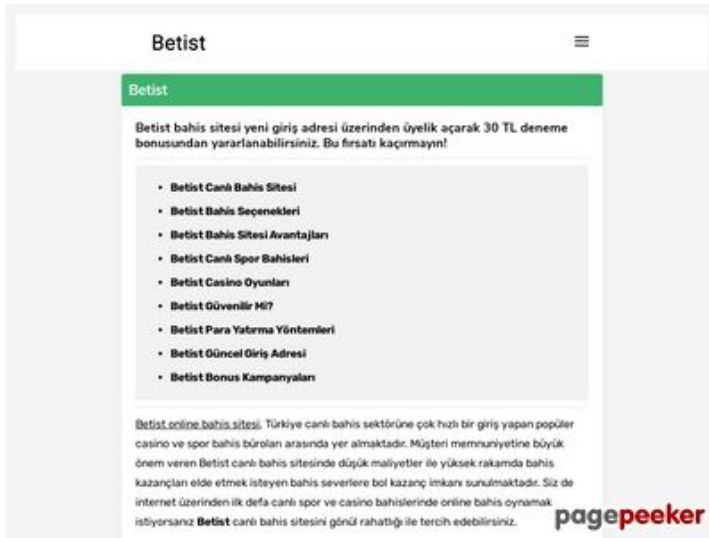 Betist
Betist
Betist bahis sitesi yeni giriş adresi üzerinden üyelik açarak 30 TL deneme
bonusundan yararlanabilirsiniz. Bu fırsatı kaçırmayın!
• Betist Canlı Bahis Sitesi
• Betist Bahis Seçenekleri
• Betist Bahis Sitesi Avantajları
• Betist Canlı Spor Bahisleri
• Betist Casino Oyunları
• Betist Güvenilir Mi?
• Betist Para Yatırma Yöntemleri
• Betist Güncel Giriş Adresi
• Betist Bonus Kampanyaları
Betist online bahis sitesi, Türkiye canlı bahis sektörüne çok hızlı bir giriş yapan popüler
casino ve spor bahis büroları arasında yer almaktadır. Müşteri memnuniyetine büyük
önem veren Betist canlı bahis sitesinde düşük maliyetler ile yüksek rakamda bahis
kazançları elde etmek isteyen bahis severlere bol kazanç imkanı sunulmaktadır. Siz de
internet üzerinden ilk defa canlı spor ve casino bahislerinde online bahis oynamak
istiyorsanız Betist canlı bahis sitesini gönül rahatlığı ile tercih edebilirsiniz.
pagepeeker